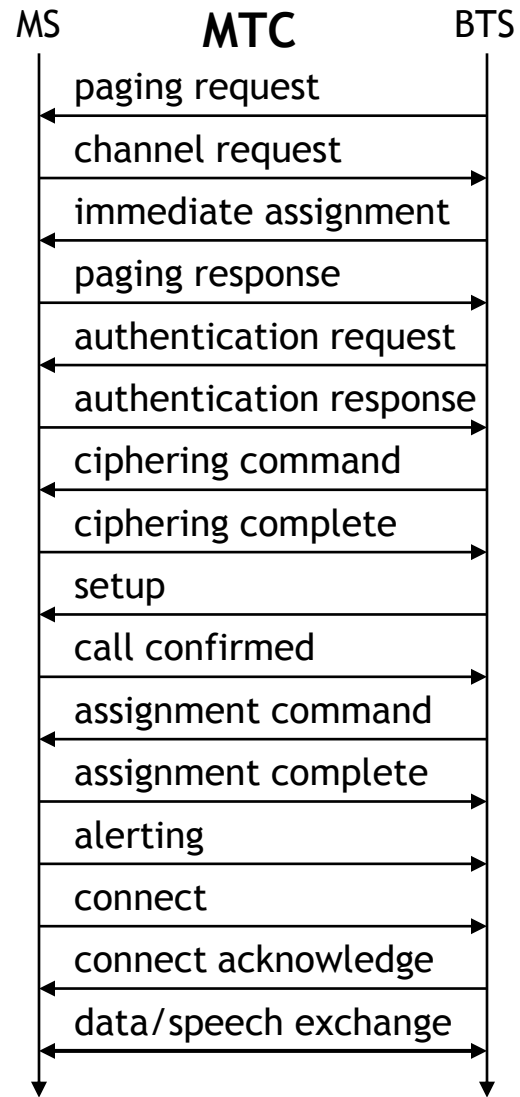 MS MTC BTS
paging request
channel request
immediate assignment
paging response
authentication request
authentication response
ciphering command
ciphering complete
setup
call confirmed
assignment command
assignment complete
alerting
connect
connect acknowledge
data/speech exchange